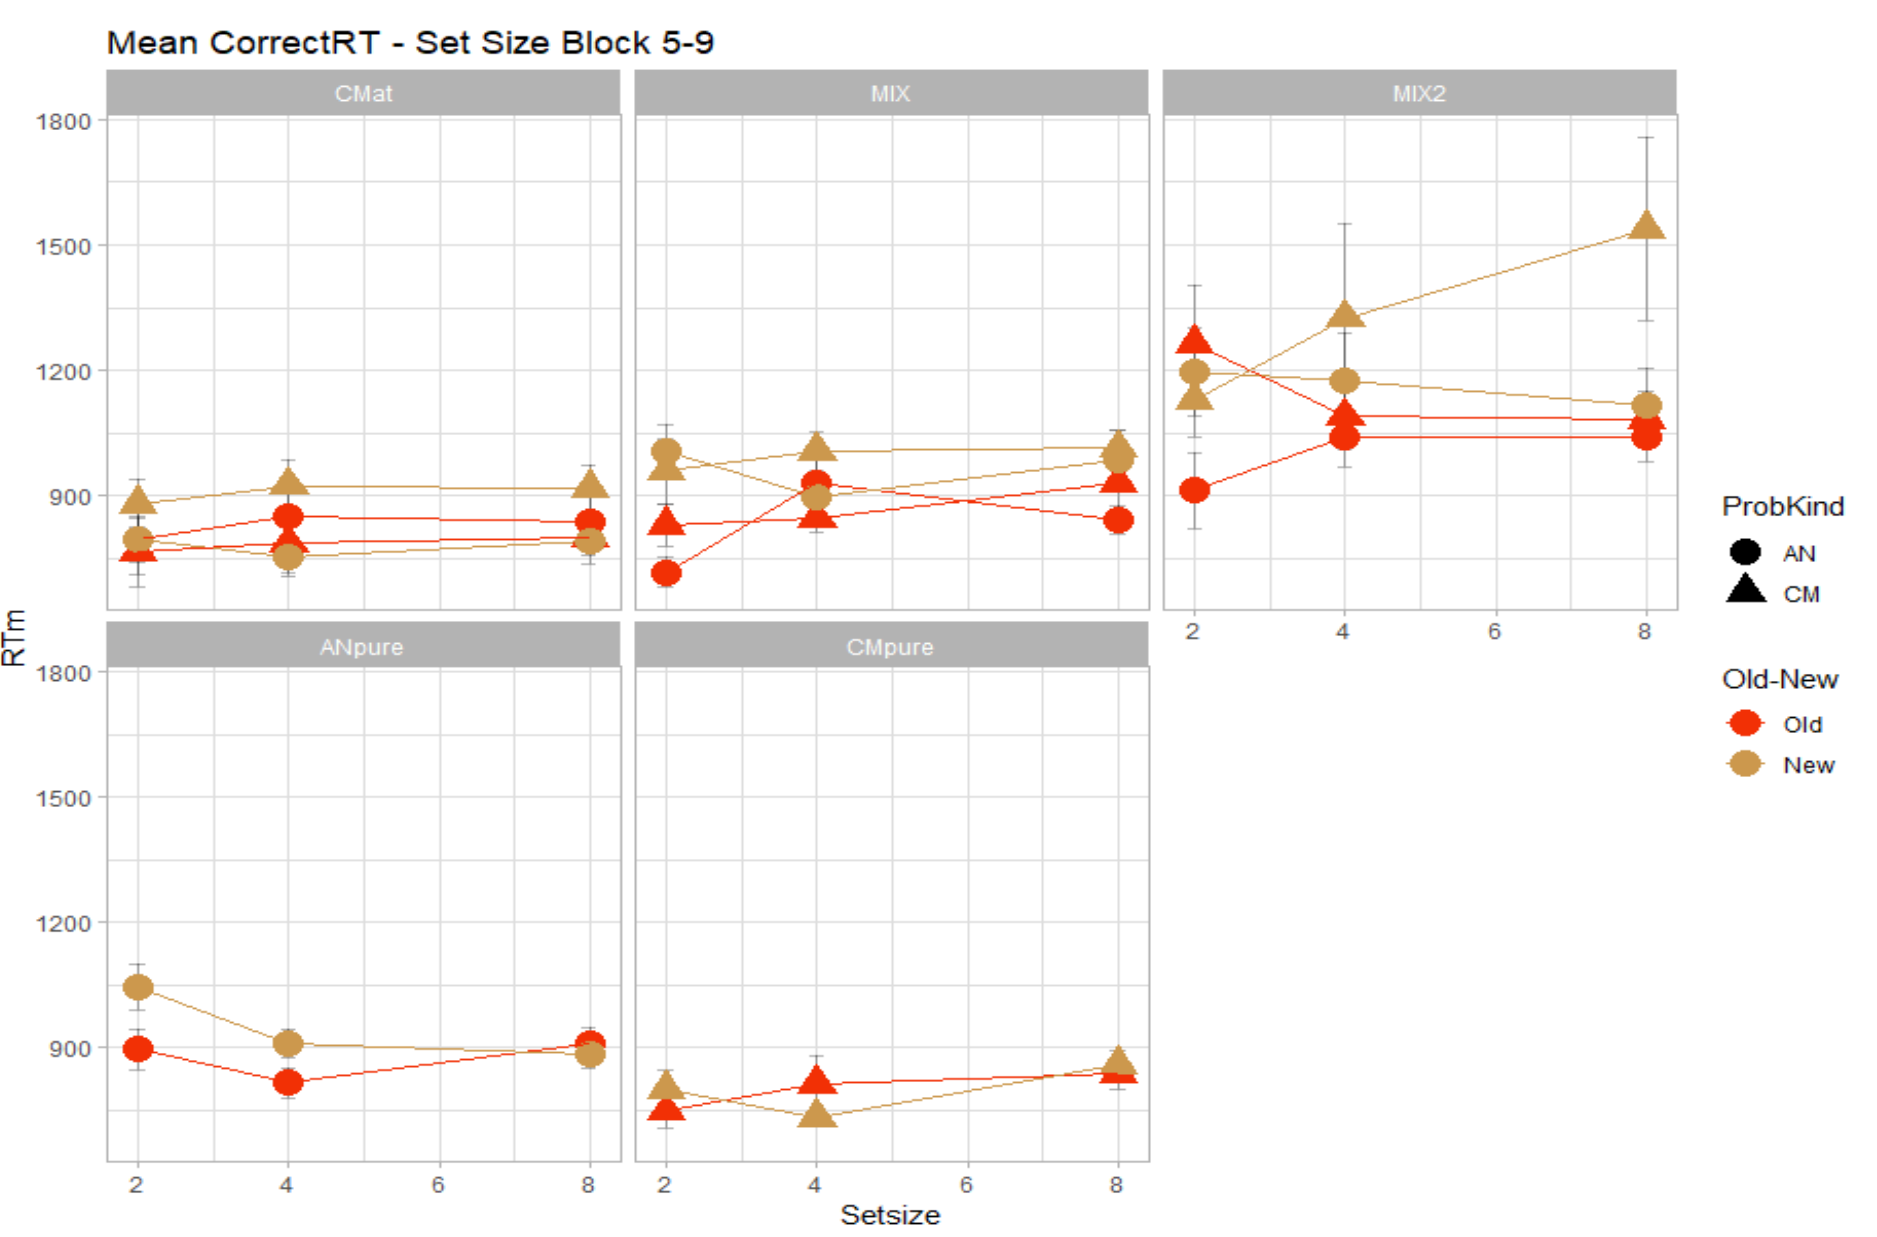 Mean CorrectRT - Set Size Block 5-9
CMat
MIX
MIX2
1800
1500
1200
900
2
4
6
8
ANpure
CMpure
1800
1500
1200
900
2
4
6
8
2
4
6
8
RTm
Setsize
ProbKind
AN
CM
Old-New
Old
New